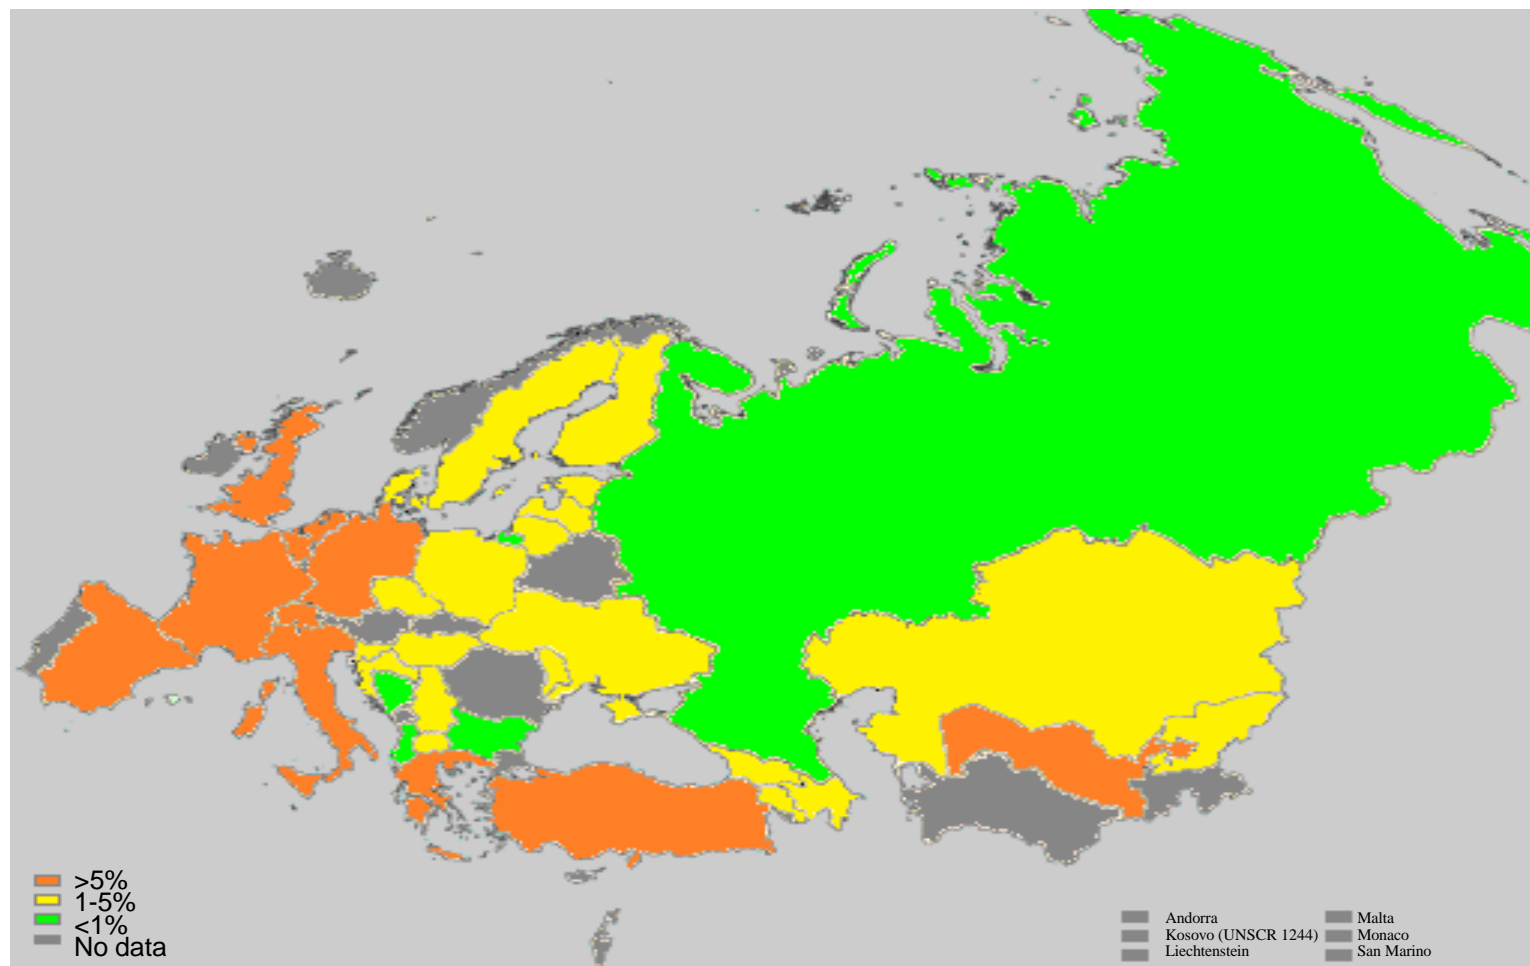 >5%
1-5%
<1%
No data
Andorra
Kosovo (UNSCR 1244)
Liechtenstein
Malta
Monaco
San Marino